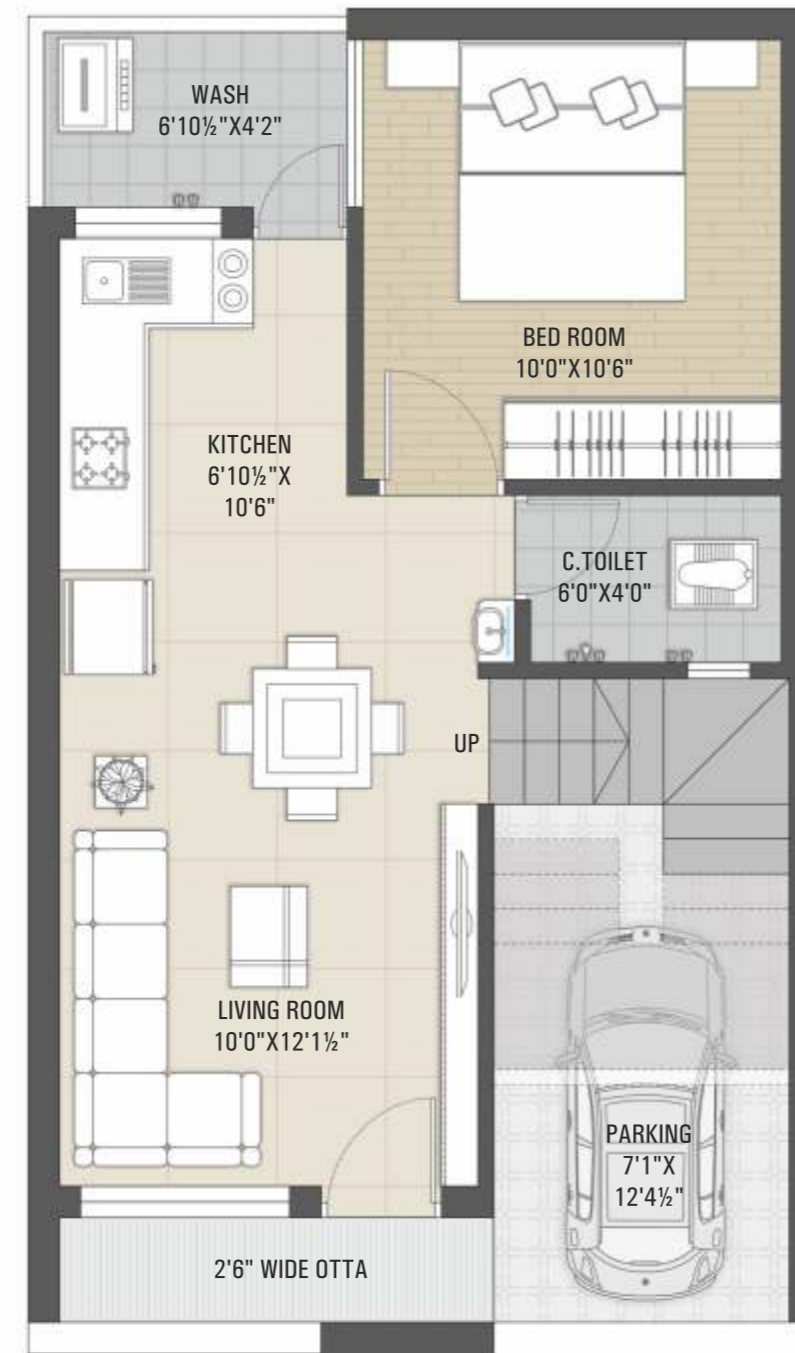 WASH
6'10½"X4'2"
BED ROOM
10'0"X10'6"
KITCHEN
6'10½"X
10'6"
C.TOILET
6'0"X4'0"
UP
LIVING ROOM
10'0"X12'1½"
PARKING
7'1"X
12'4½"
2'6" WIDE OTTA